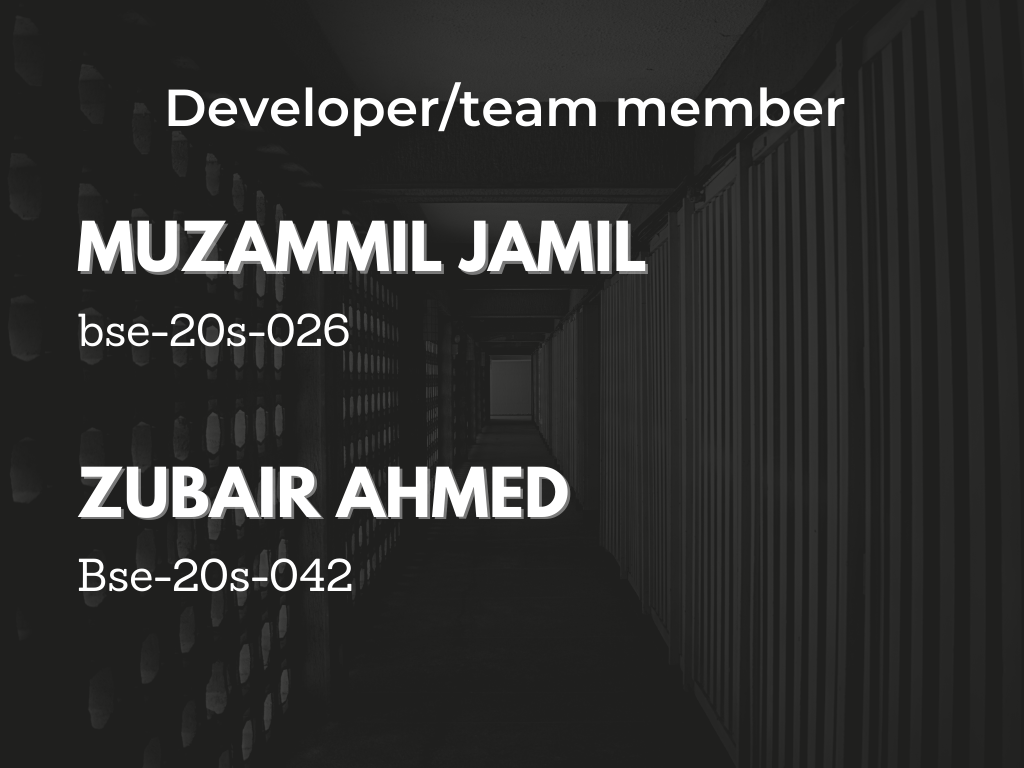 Developer/team member
MUZAMMIL JAMIL
bse-20s-026
ZUBAIR AHMED
Bse-20s-042